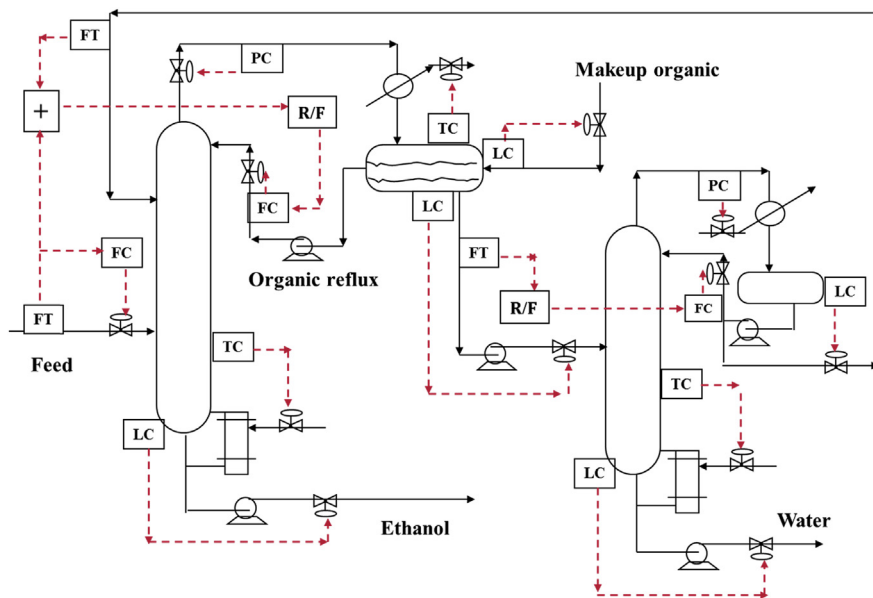 FT
PC
Makeup organic
+
R/F
TC
LC
PC
FC
LC
FC
Organic reflux
FT
LC
R/F
FC
FT
TC
TC
Feed
LC
LC
Ethanol
Water